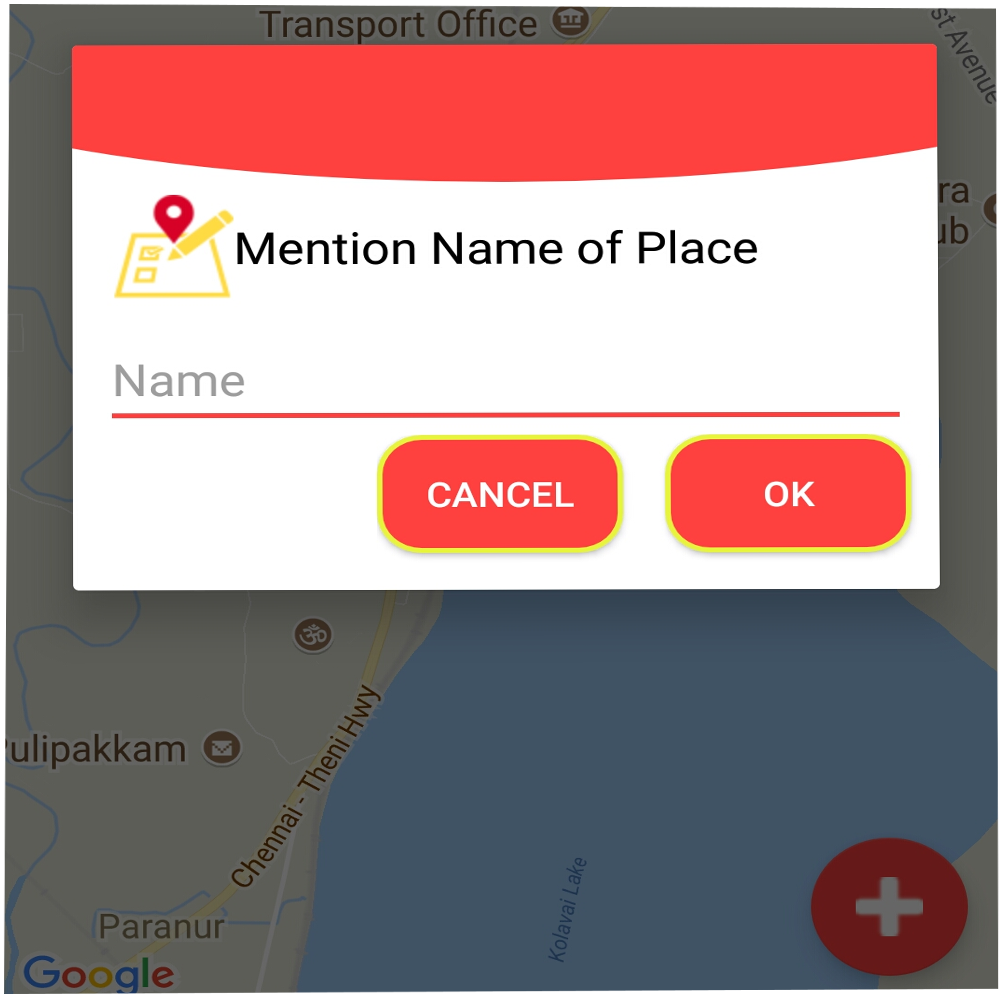 Transport Office
st Avenue
ra
ub
Mention Name of Place
Name
CANCEL
OK
ॐ
ulipakkam
Chennai - Theni Hwy
Kolavai Lake
Paranur
Google